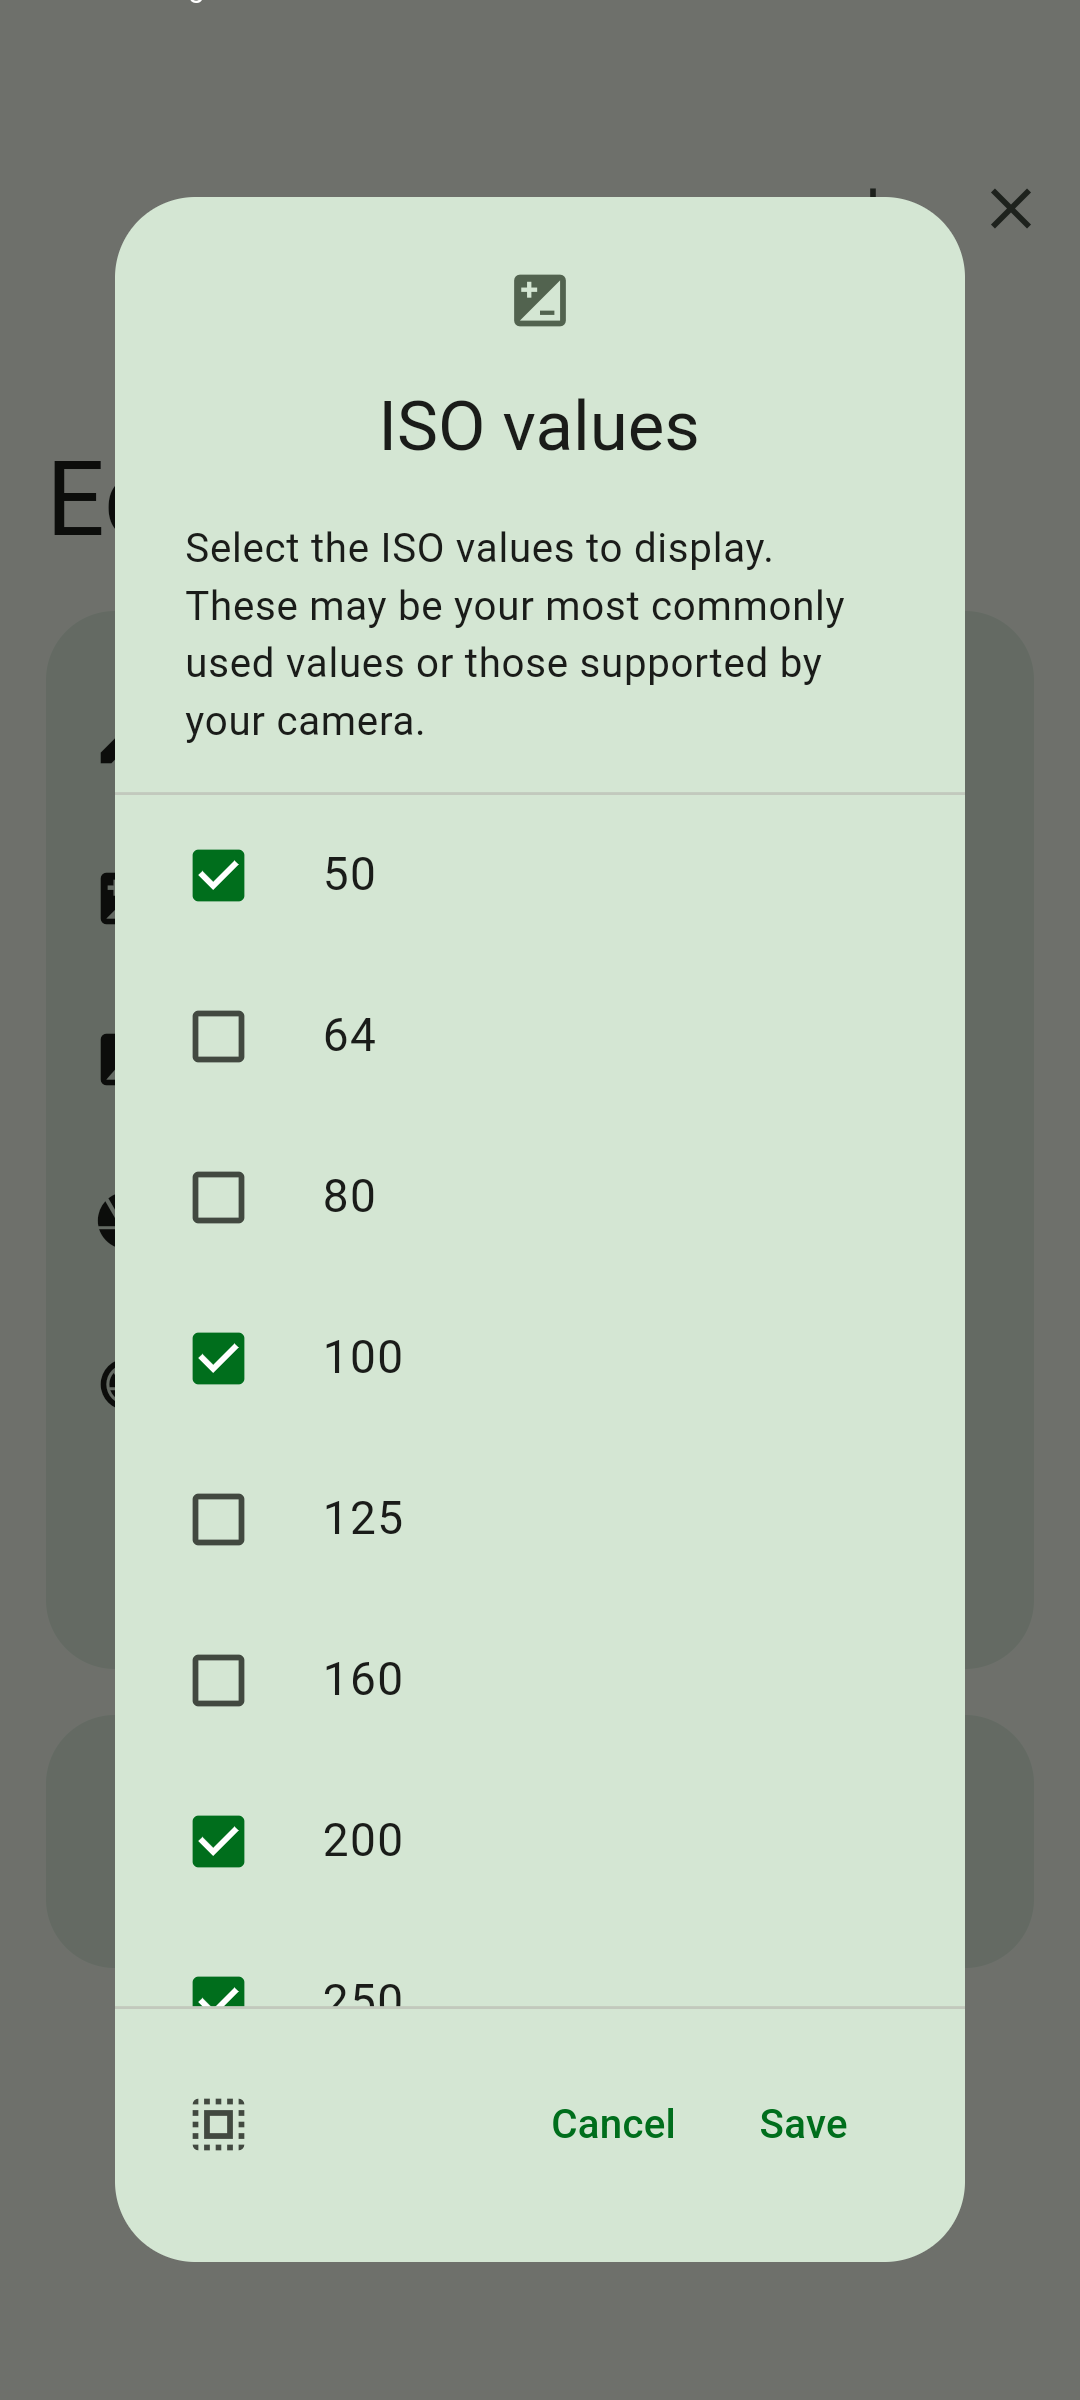 ISO values
Select the ISO values to display.
These may be your most commonly
used values or those supported by
your camera.
50
64
80
100
125
160
200
250
Cancel
Save